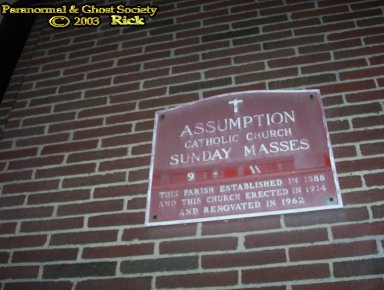 Paranormal & Ghost Society
© 2003 Rick
ASSUMPTION
CATHOLIC CHURCH
SUNDAY MASSES
9
THIS PARISH ESTABLISHED IN 1888
AND THIS CHURCH ERECTED IN 1914
AND RENOVATED IN 1962